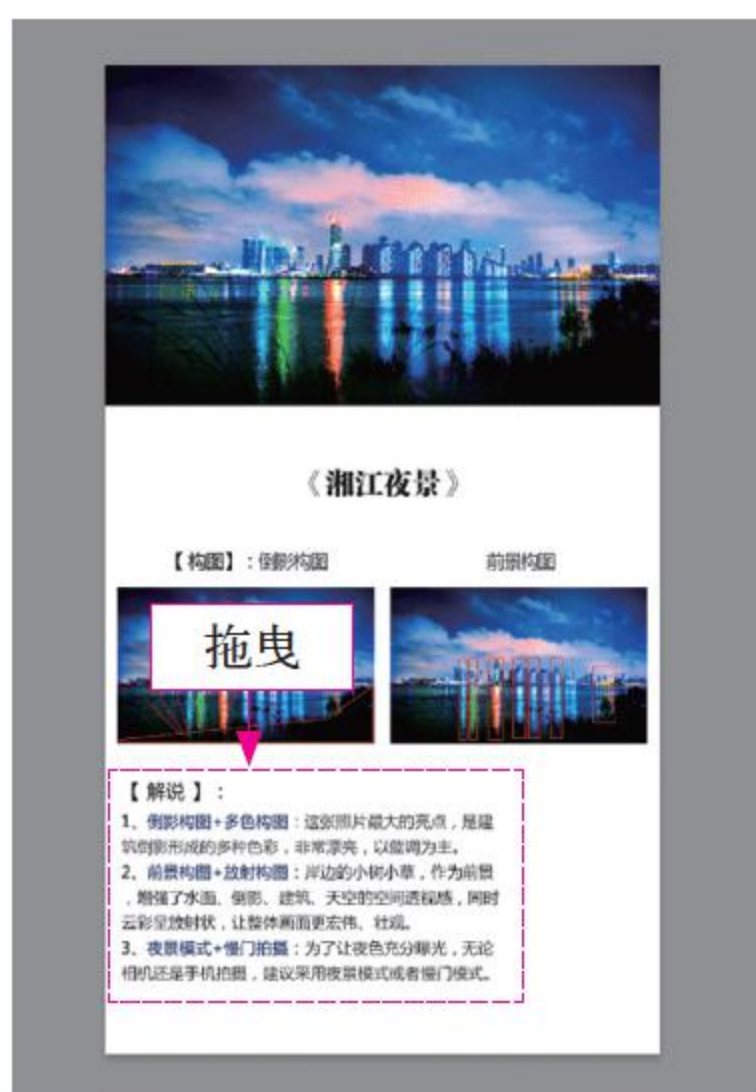 《湘江夜景》
【构图】：倒影构图
前景构图
拖曳
【 解说 】：
1、倒影构图+多色构图：这张照片最大的亮点，是建
筑倒影形成的多种色彩，非常漂亮，以蓝调为主。
2、前景构图+放射构图：岸边的小树小草，作为前景
，增强了水面、倒影、建筑、天空的空间透视感，同时
云彩呈放射状，让整体画面更宏伟、壮观。
3、夜景模式+慢门拍摄：为了让夜色充分曝光，无论
相机还是手机拍摄，建议采用夜景模式或者慢门模式。